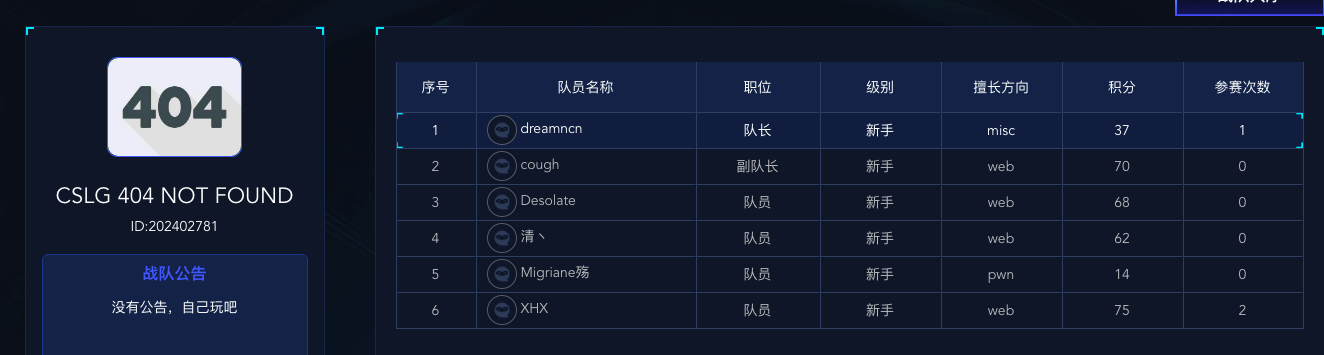 404
CSLG 404 NOT FOUND
ID:202402781
战队公告
没有公告，自己玩吧
序号 队员名称 职位 级别 擅长方向 积分 参赛次数
1 dreamncn 队长 新手 misc 37 1
2 cough 副队长 新手 web 70 0
3 Desolate 队员 新手 web 68 0
4 清丶 队员 新手 web 62 0
5 Migriane殇 队员 新手 pwn 14 0
6 XHX 队员 新手 web 75 2